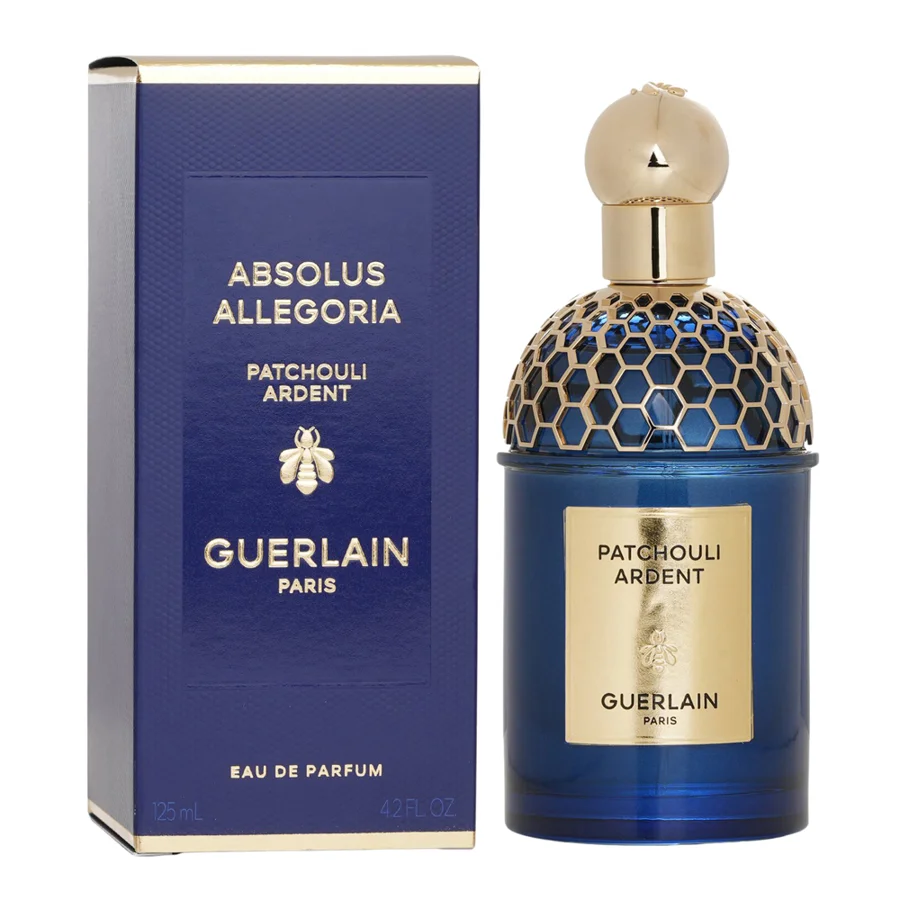 ABSOLUS
ALLEGORIA
PATCHOULI
ARDENT
GUERLAIN
PARIS
EAU DE PARFUM
125 mL 4.2 FL. OZ.
PATCHOULI
ARDENT
GUERLAIN
PARIS